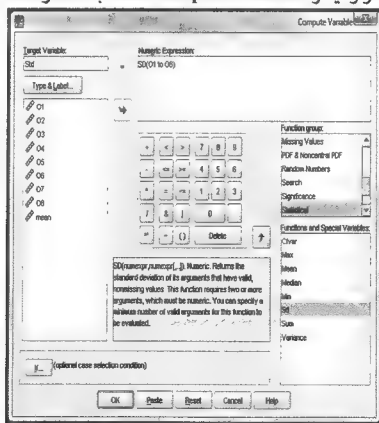 Compute Variable
Target Variable:
Std
=
Numeric Expression:
SD(O1 to O6)
Type & Label...
O1
O2
O3
O4
O5
O6
O7
O8
mean
+ < > 7 8 9
- <= >= 4 5 6
* = ~= 1 2 3
/ & | 0 .
** ~ () Delete
Function group:
Missing Values
PDF & Noncentral PDF
Random Numbers
Search
Significance
Statistical
Functions and Special Variables:
Cfvar
Max
Mean
Median
Min
Sd
Sum
Variance
SD(numexpr,numexpr[,..]). Numeric. Returns the
standard deviation of its arguments that have valid,
nonmissing values. This function requires two or more
arguments, which must be numeric. You can specify a
minimum number of valid arguments for this function to
be evaluated.
If... (optional case selection condition)
OK Paste Reset Cancel Help